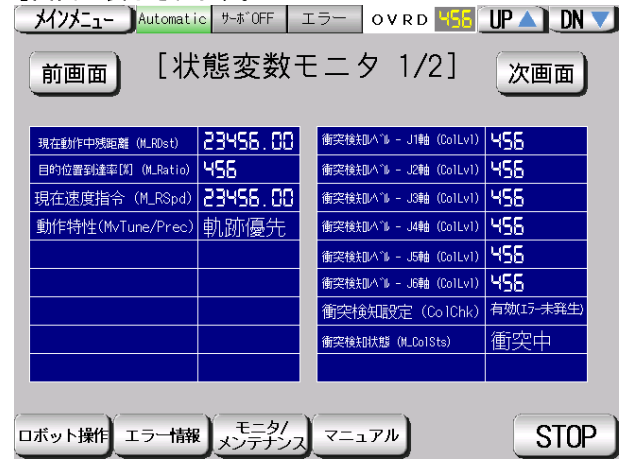 メインメニュー Automatic サーボOFF エラー OVRD 456 UP▲ DN▼
前画面 [状態変数モニタ 1/2] 次画面
現在動作中残距離 (M_RDst) 23456.00 衝突検知レベル - J1軸 (ColLvl) 456
目的位置到達率[%] (M_Ratio) 456 衝突検知レベル - J2軸 (ColLvl) 456
現在速度指令 (M_RSpd) 23456.00 衝突検知レベル - J3軸 (ColLvl) 456
動作特性(MvTune/Prec) 軌跡優先 衝突検知レベル - J4軸 (ColLvl) 456
衝突検知レベル - J5軸 (ColLvl) 456
衝突検知レベル - J6軸 (ColLvl) 456
衝突検知設定 (ColChk) 有効(エラー未発生)
衝突検知状態 (M_ColSts) 衝突中
ロボット操作 エラー情報 モニタ/
メンテナンス マニュアル STOP